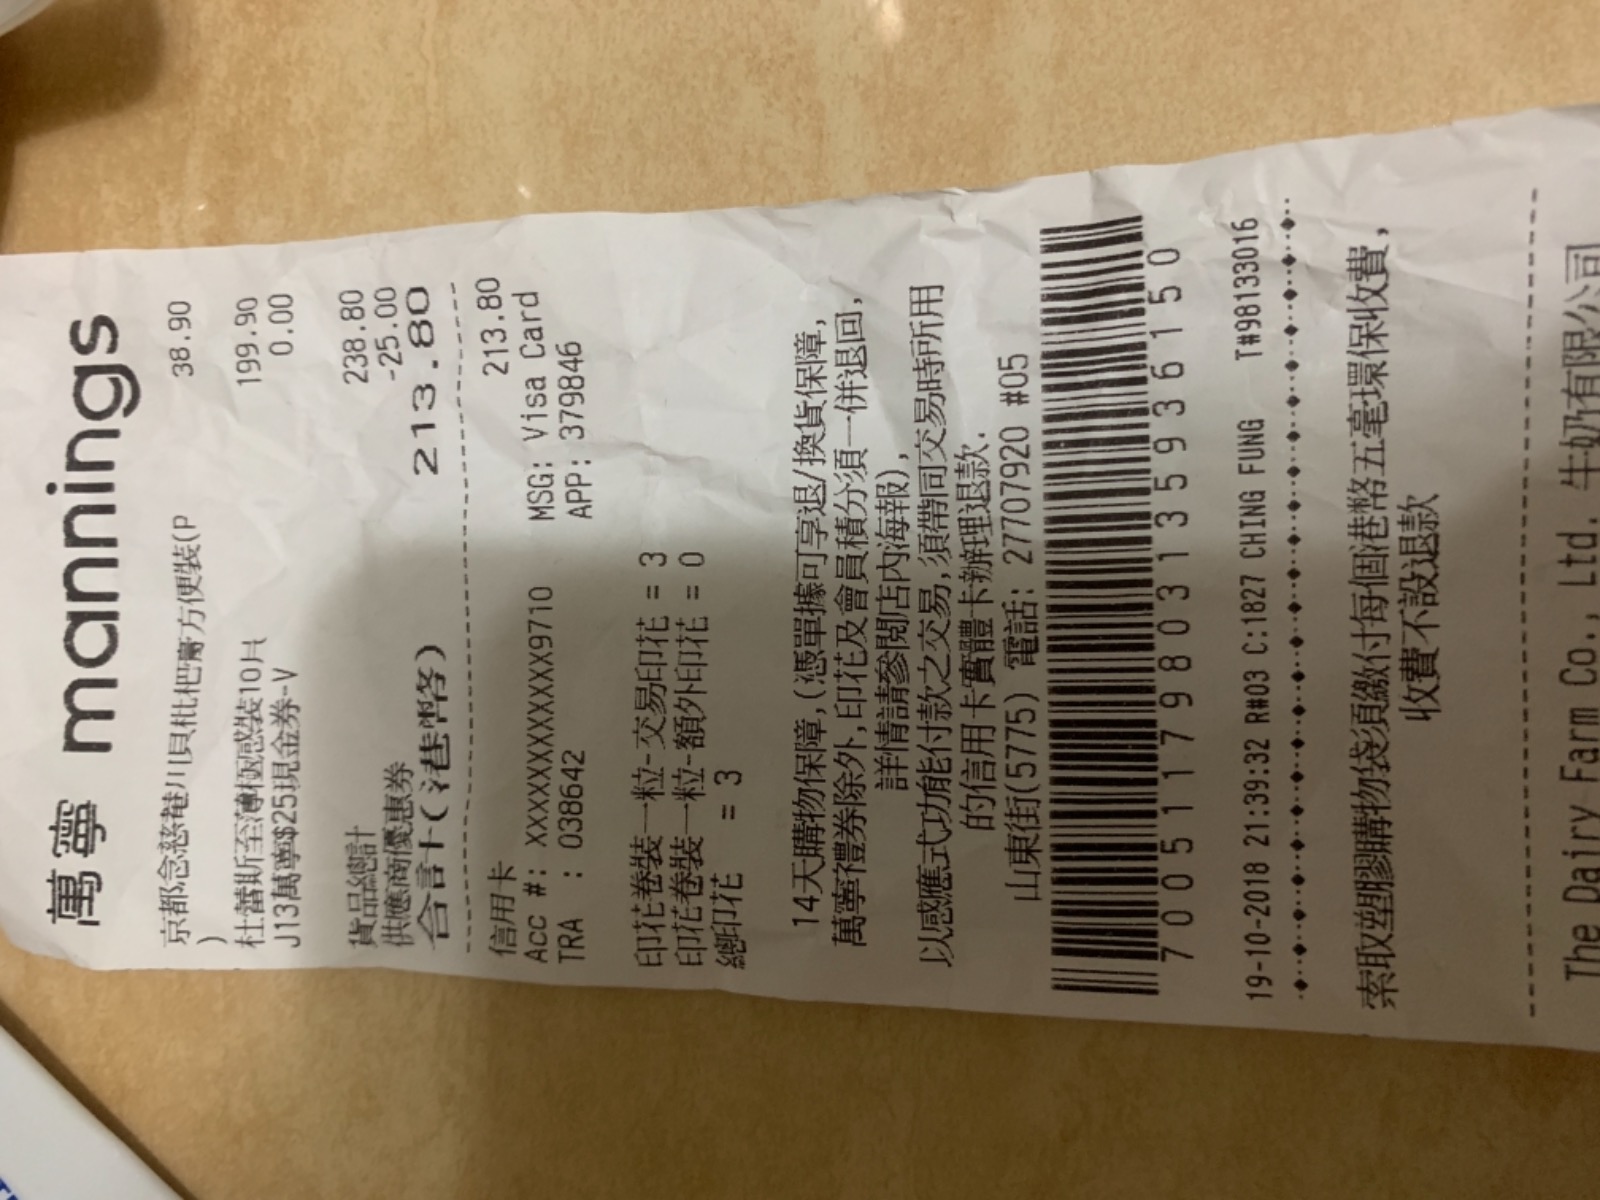 萬寧 mannings
京都念慈菴川貝枇杷膏方便裝(P 38.90
)
杜蕾斯至薄極感裝10片 199.90
J13萬寧$25現金券-V 0.00
貨品總計 238.80
供應商優惠券 -25.00
合計(港幣) 213.80
信用卡 213.80
Acc #: XXXXXXXXXXXX9710 MSG: Visa Card
TRA : 038642 APP: 379846
印花卷裝一粒-交易印花 = 3
印花卷裝一粒-額外印花 = 0
總印花 = 3
14天購物保障,(憑單據可享退/換貨保障,
萬寧禮券除外,印花及會員積分須一併退回,
詳情請參閱店內海報),
以感應式功能付款之交易,須帶同交易時所用
的信用卡實體卡辦理退款.
山東街(5775) 電話: 27707920 #05
70051179803135936150
19-10-2018 21:39:32 R#03 C:1827 CHING FUNG T#98133016
索取塑膠購物袋須繳付每個港幣五毫環保收費,
收費不設退款
The Dairy Farm Co., Ltd. 牛奶有限公司